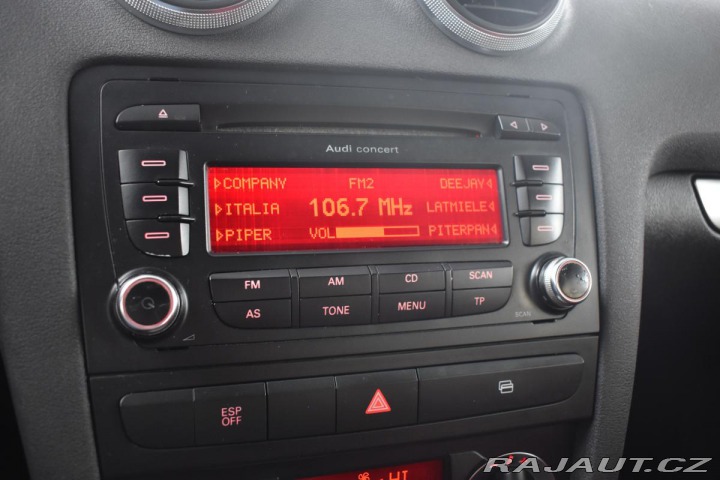 Audi concert
COMPANY FM2 DEEJAY
ITALIA 106.7 MHz LATMIELE
PIPER VOL PITERPAN
FM AM CD SCAN
AS TONE MENU TP
SCAN
ESP OFF
RAJAUT.CZ